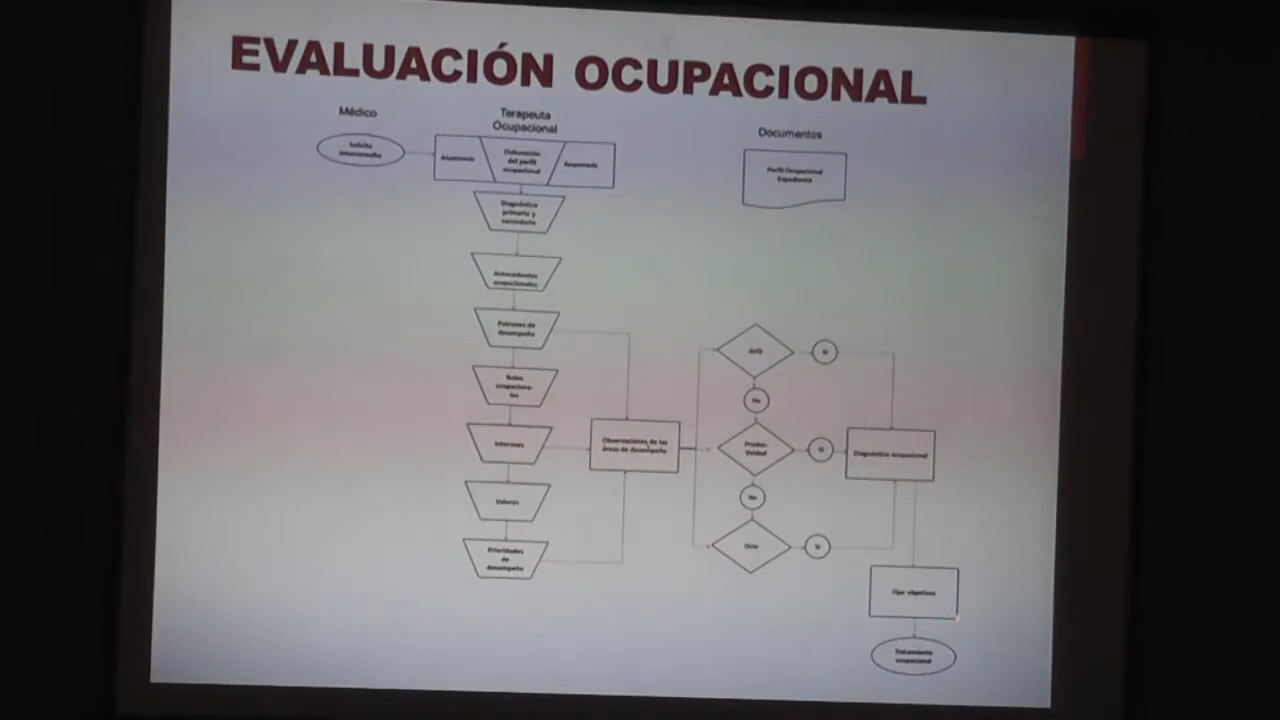 EVALUACIÓN OCUPACIONAL
Médico
Terapeuta
Ocupacional
Documentos
Solicita
interconsulta
Anamnesis
Elaboración
del perfil
ocupacional
Anamnesis
Perfil Ocupacional
Expediente
Diagnóstico
primario y
secundario
Antecedentes
ocupacionales
Patrones de
desempeño
Roles
ocupaciona-
les
Intereses
Valores
Prioridades
de
desempeño
Observaciones de las
áreas de desempeño
Si
No
Produc-
tividad
Si
No
Ocio
Si
Diagnóstico ocupacional
Fijar objetivos
Tratamiento
ocupacional